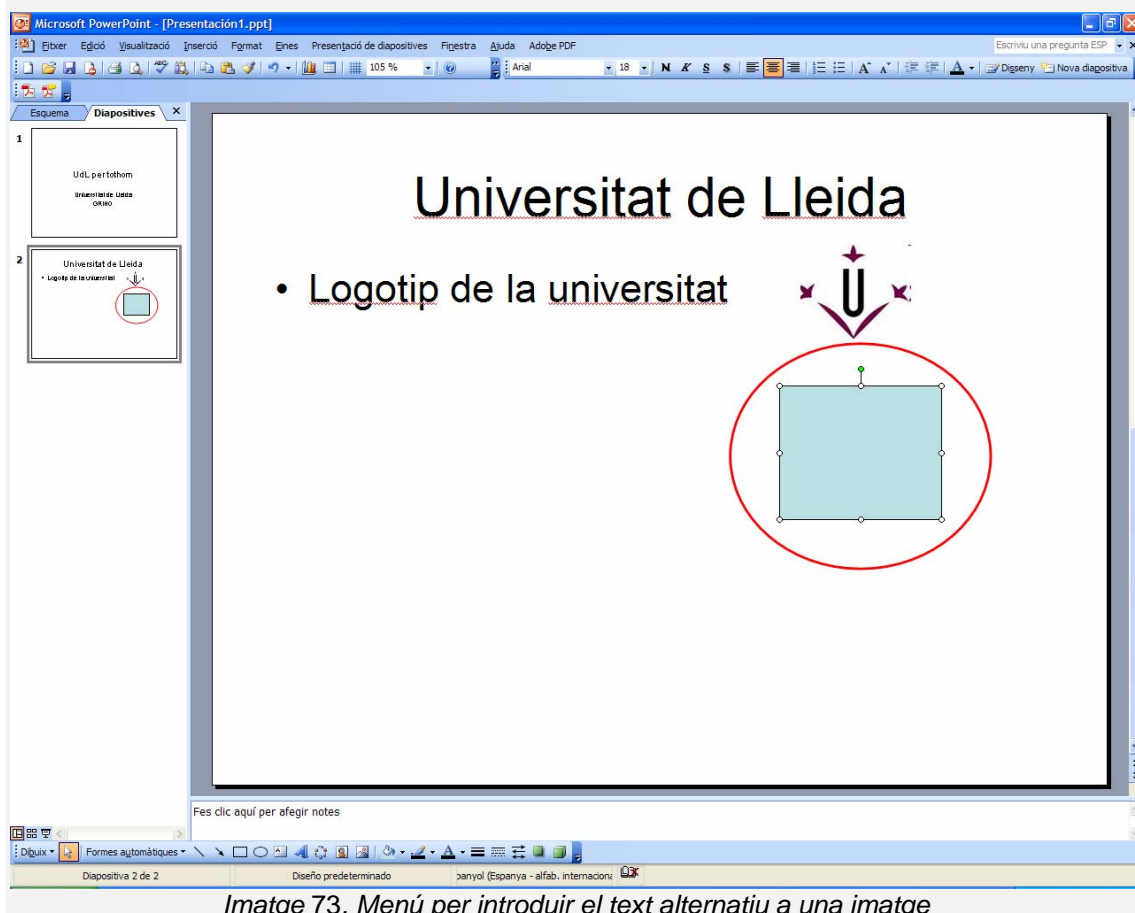 Microsoft PowerPoint - [Presentación1.ppt]
Fitxer Edició Visualització Inserció Format Eines Presentació de diapositives Finestra Ajuda Adobe PDF Escriviu una pregunta ESP
105 % Arial 18 N K S S A A A Disseny Nova diapositiva
Esquema Diapositives
1
UdL per tothom
Universitat de Lleida
2
Universitat de Lleida
• Logotip de la universitat
Universitat de Lleida
• Logotip de la universitat
U
Fes clic aquí per afegir notes
Dibuix Formes automàtiques A
Diapositiva 2 de 2 Diseño predeterminado panyol (Espanya - alfab. internaciona
Imatge 73. Menú per introduir el text alternatiu a una imatge